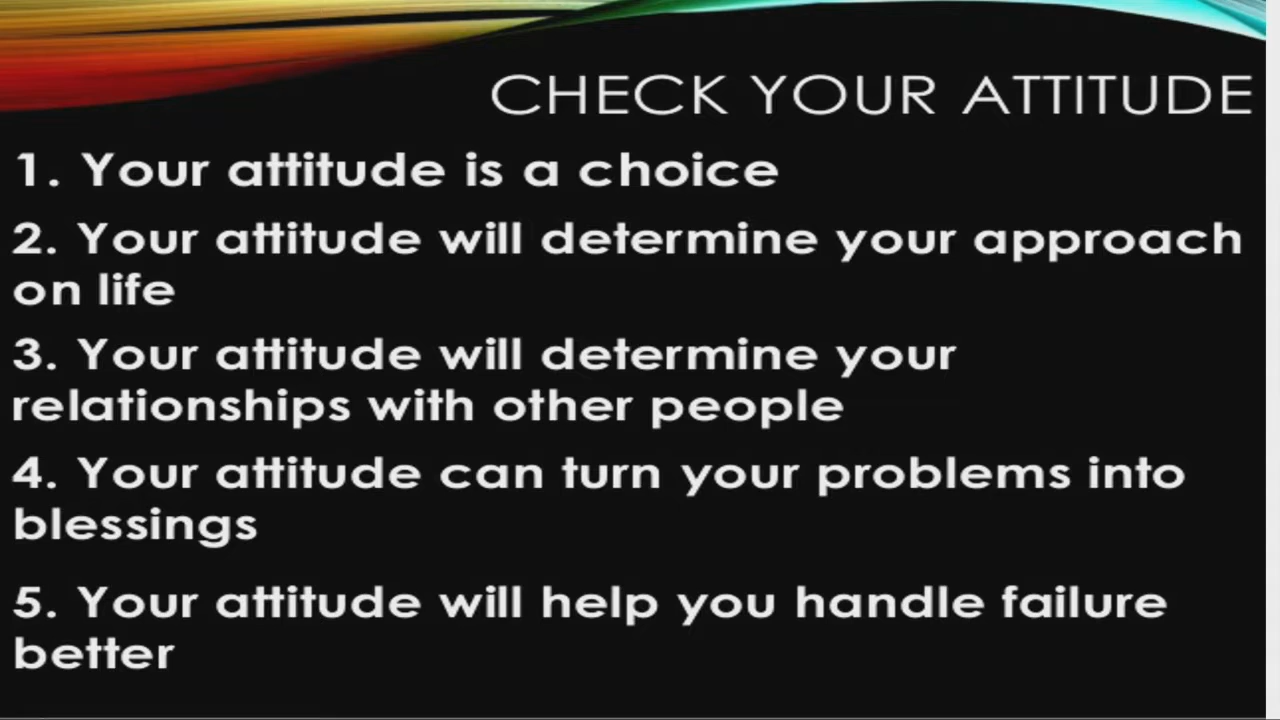 CHECK YOUR ATTITUDE
1. Your attitude is a choice
2. Your attitude will determine your approach
on life
3. Your attitude will determine your
relationships with other people
4. Your attitude can turn your problems into
blessings
5. Your attitude will help you handle failure
better